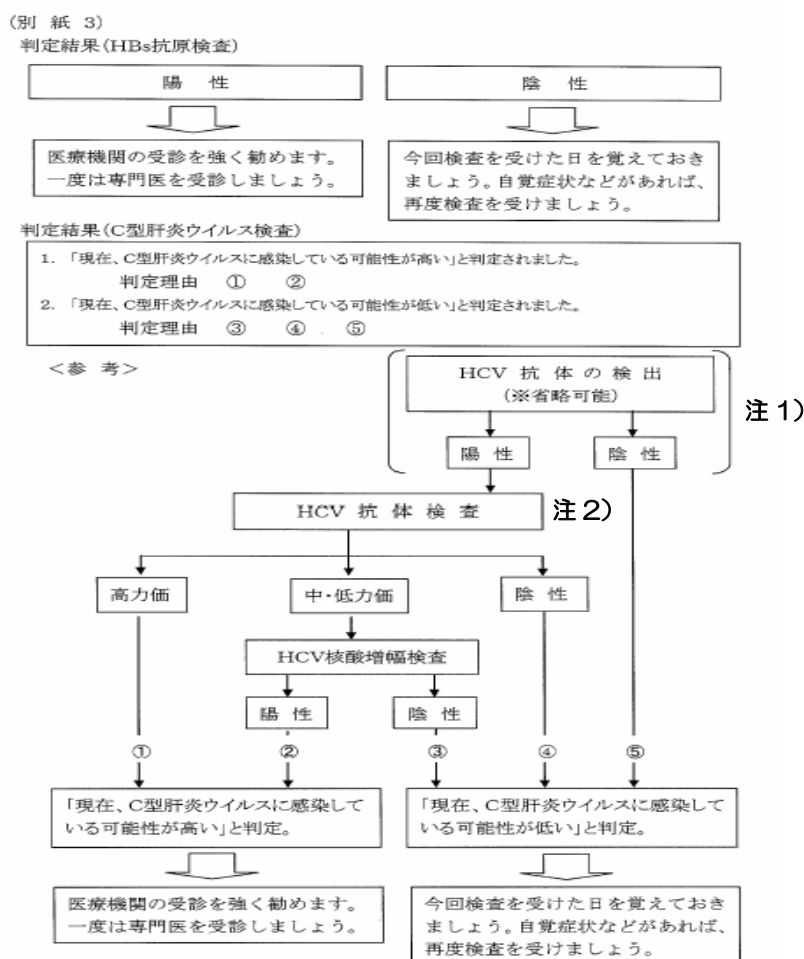 (別 紙 3)
判定結果(HBs抗原検査)
陽 性
陰 性
医療機関の受診を強く勧めます。
一度は専門医を受診しましょう。
今回検査を受けた日を覚えておき
ましょう。自覚症状などがあれば、
再度検査を受けましょう。
判定結果(C型肝炎ウイルス検査)
1. 「現在、C型肝炎ウイルスに感染している可能性が高い」と判定されました。
判定理由 ① ②
2. 「現在、C型肝炎ウイルスに感染している可能性が低い」と判定されました。
判定理由 ③ ④ ⑤
<参 考>
HCV 抗 体 の 検 出
(※省略可能)
注1)
陽 性
陰 性
HCV 抗 体 検 査
注2)
高力価
中・低力価
陰 性
HCV核酸増幅検査
陽 性
陰 性
① ② ③ ④ ⑤
「現在、C型肝炎ウイルスに感染して
いる可能性が高い」と判定。
「現在、C型肝炎ウイルスに感染して
いる可能性が低い」と判定。
医療機関の受診を強く勧めます。
一度は専門医を受診しましょう。
今回検査を受けた日を覚えておき
ましょう。自覚症状などがあれば、
再度検査を受けましょう。